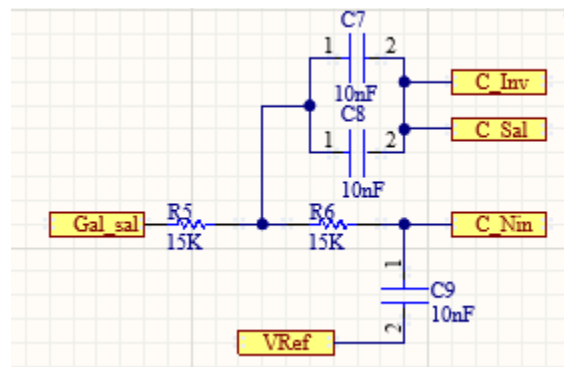 C7
1 2
C_Inv
10nF
C8
C_Sal
1 2
10nF
R5 R6
Gal_sal C_Nin
15K 15K
1
C9
10nF
2
VRef